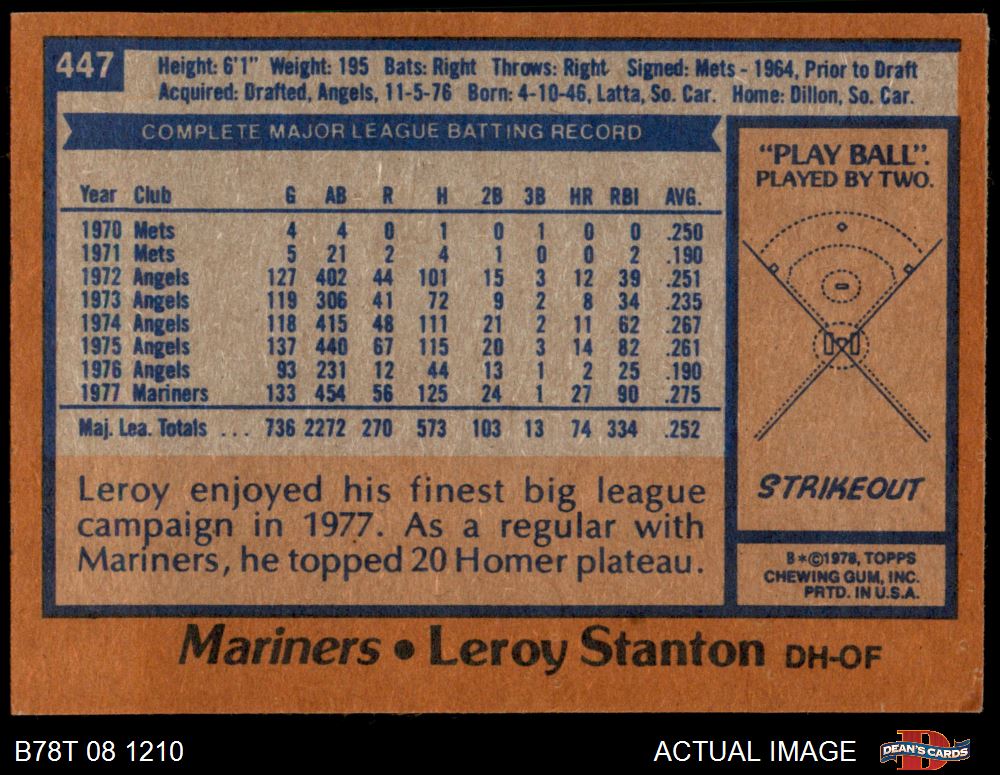 447
Height: 6'1" Weight: 195 Bats: Right Throws: Right Signed: Mets - 1964, Prior to Draft
Acquired: Drafted, Angels, 11-5-76 Born: 4-10-46, Latta, So. Car. Home: Dillon, So. Car.
COMPLETE MAJOR LEAGUE BATTING RECORD
Year Club G AB R H 2B 3B HR RBI AVG.
1970 Mets 4 4 0 1 0 1 0 0 .250
1971 Mets 5 21 2 4 1 0 0 2 .190
1972 Angels 127 402 44 101 15 3 12 39 .251
1973 Angels 119 306 41 72 9 2 8 34 .235
1974 Angels 118 415 48 111 21 2 11 62 .267
1975 Angels 137 440 67 115 20 3 14 82 .261
1976 Angels 93 231 12 44 13 1 2 25 .190
1977 Mariners 133 454 56 125 24 1 27 90 .275
Maj. Lea. Totals ... 736 2272 270 573 103 13 74 334 .252
Leroy enjoyed his finest big league
campaign in 1977. As a regular with
Mariners, he topped 20 Homer plateau.
"PLAY BALL".
PLAYED BY TWO.
STRIKEOUT
B*©1978, TOPPS
CHEWING GUM, INC.
PRTD. IN U.S.A.
Mariners • Leroy Stanton DH-OF
B78T 08 1210
ACTUAL IMAGE
D
DEAN'S CARDS